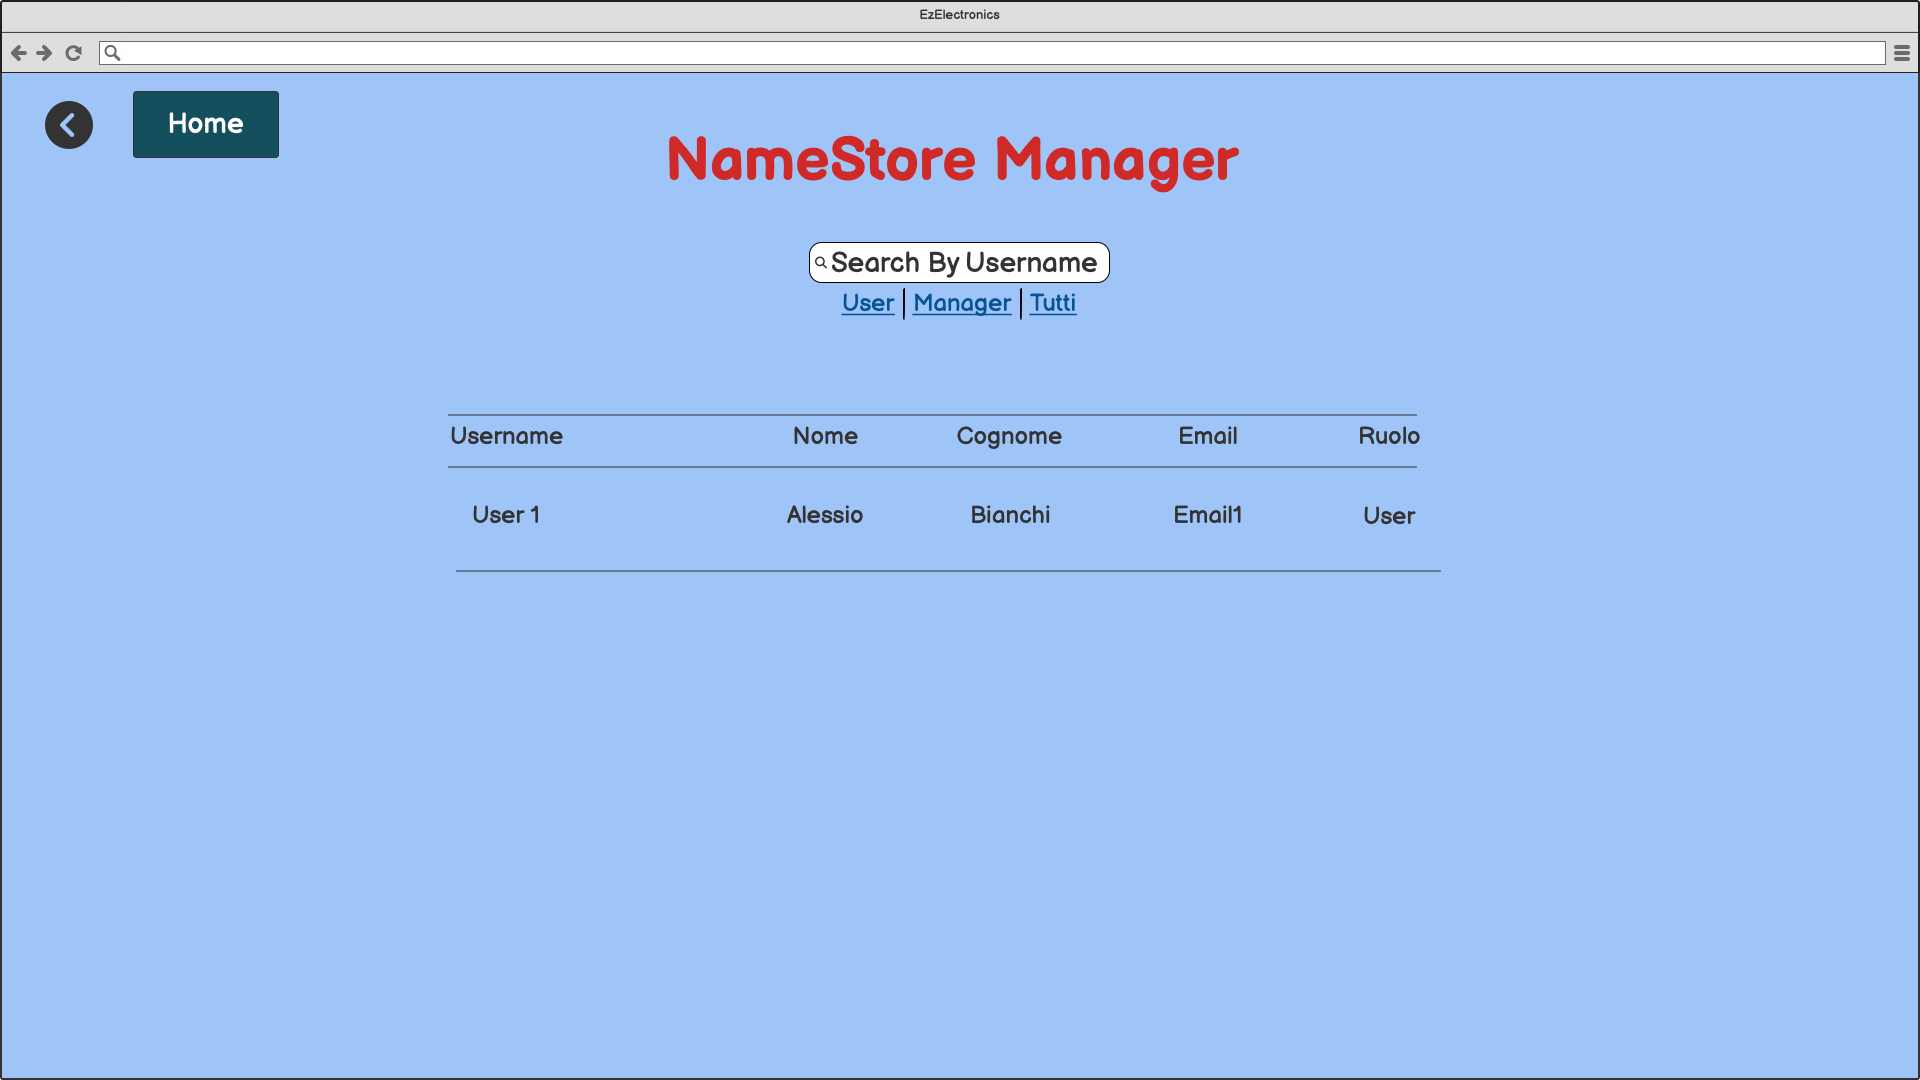 EzElectronics
Home
NameStore Manager
Search By Username
User | Manager | Tutti
Username Nome Cognome Email Ruolo
User 1 Alessio Bianchi Email1 User